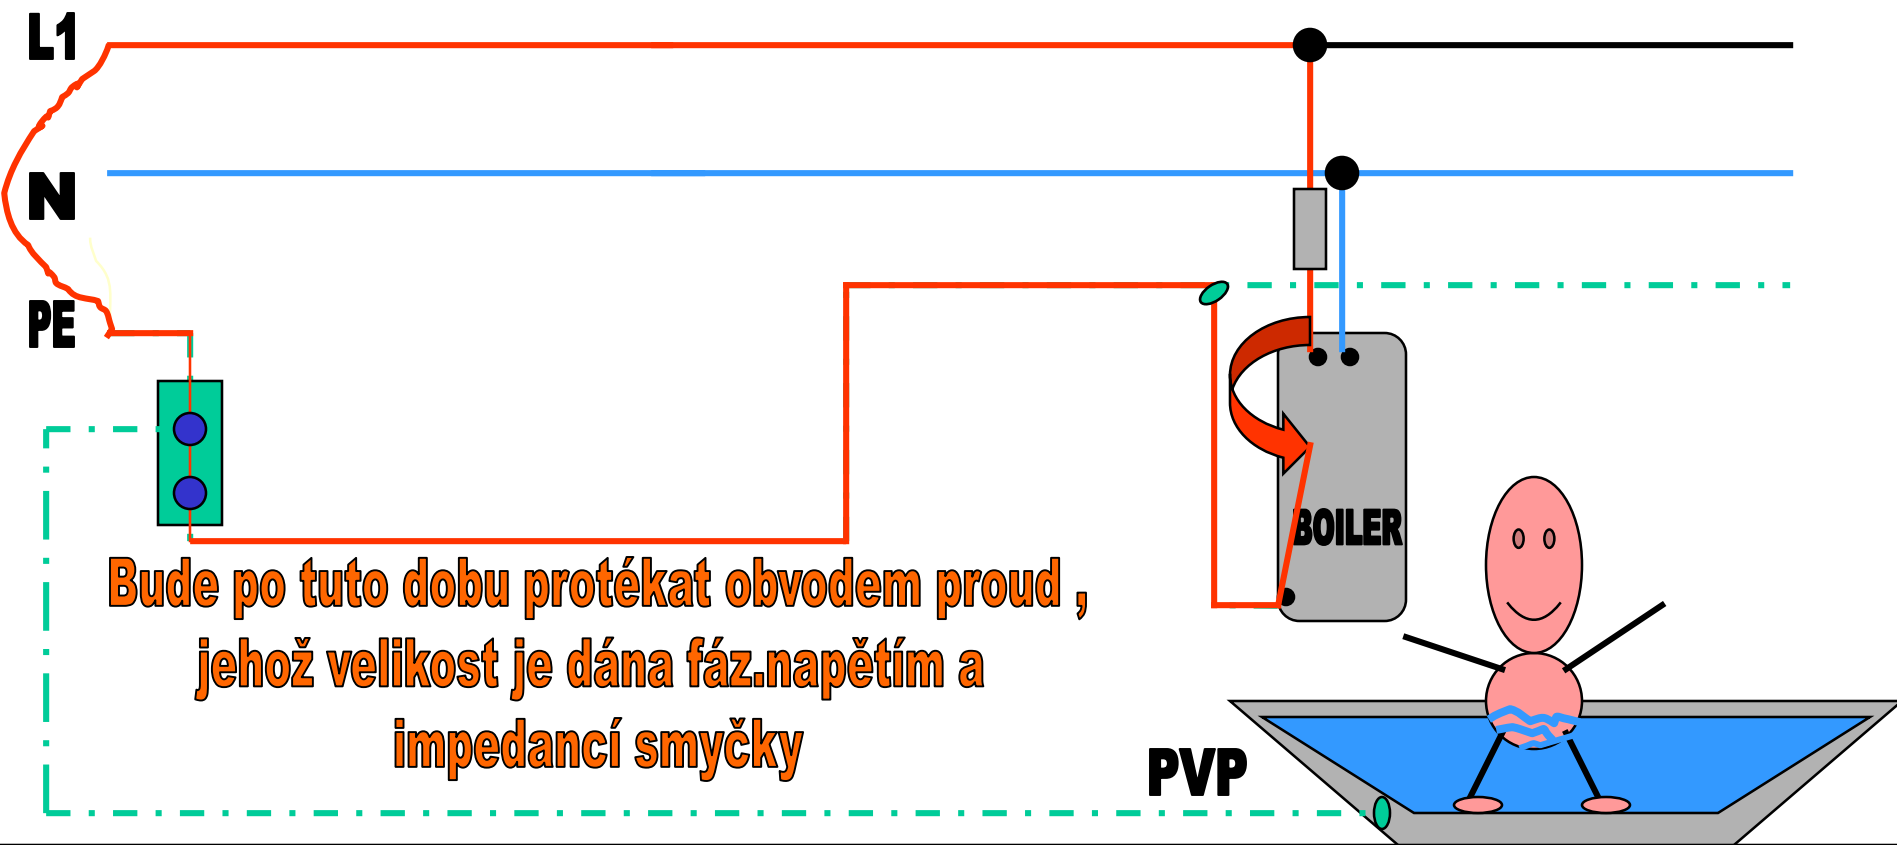 L1
N
PE
BOILER
Bude po tuto dobu protékat obvodem proud ,
jehož velikost je dána fáz.napětím a
impedancí smyčky
PVP